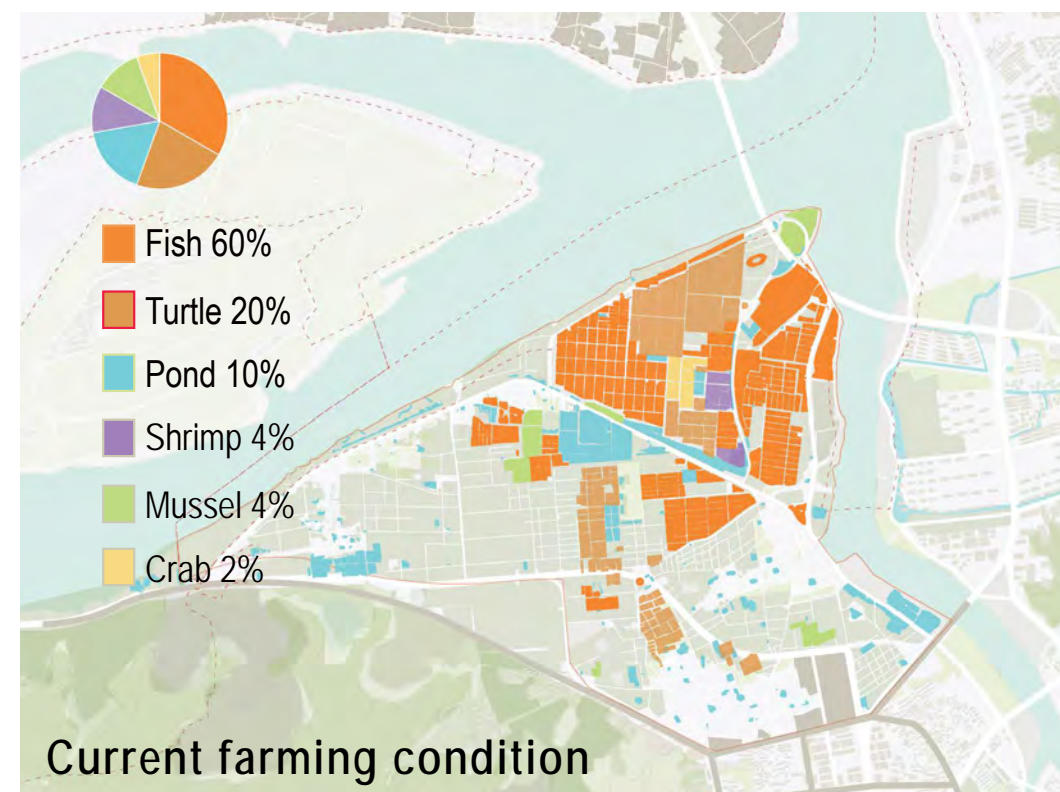 Fish 60%
Turtle 20%
Pond 10%
Shrimp 4%
Mussel 4%
Crab 2%
Current farming condition